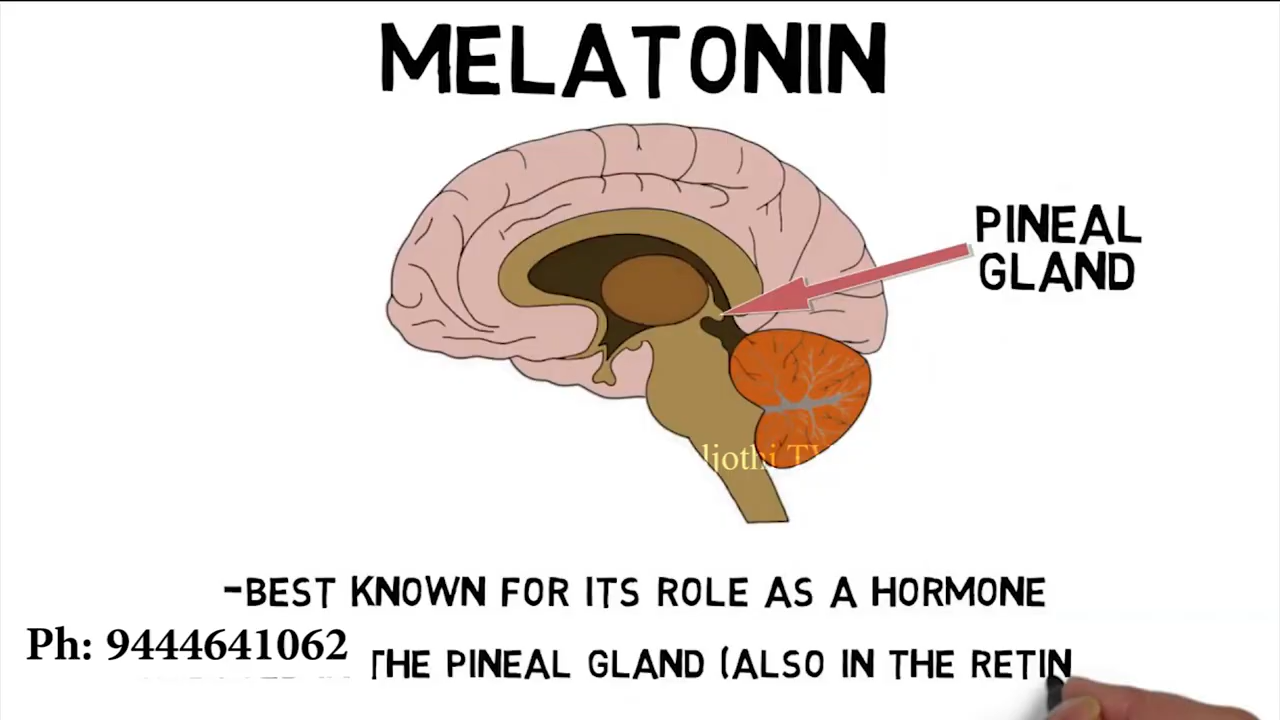 MELATONIN
PINEAL
GLAND
-BEST KNOWN FOR ITS ROLE AS A HORMONE
Ph: 9444641062
THE PINEAL GLAND (ALSO IN THE RETIN